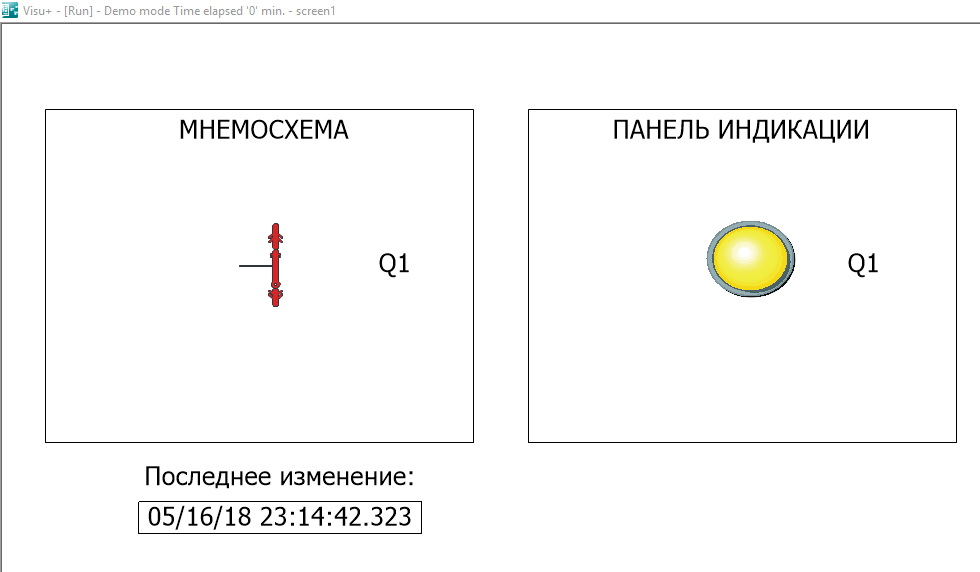 Visu+ - [Run] - Demo mode Time elapsed '0' min. - screen1
МНЕМОСХЕМА
Q1
ПАНЕЛЬ ИНДИКАЦИИ
Q1
Последнее изменение:
05/16/18 23:14:42.323